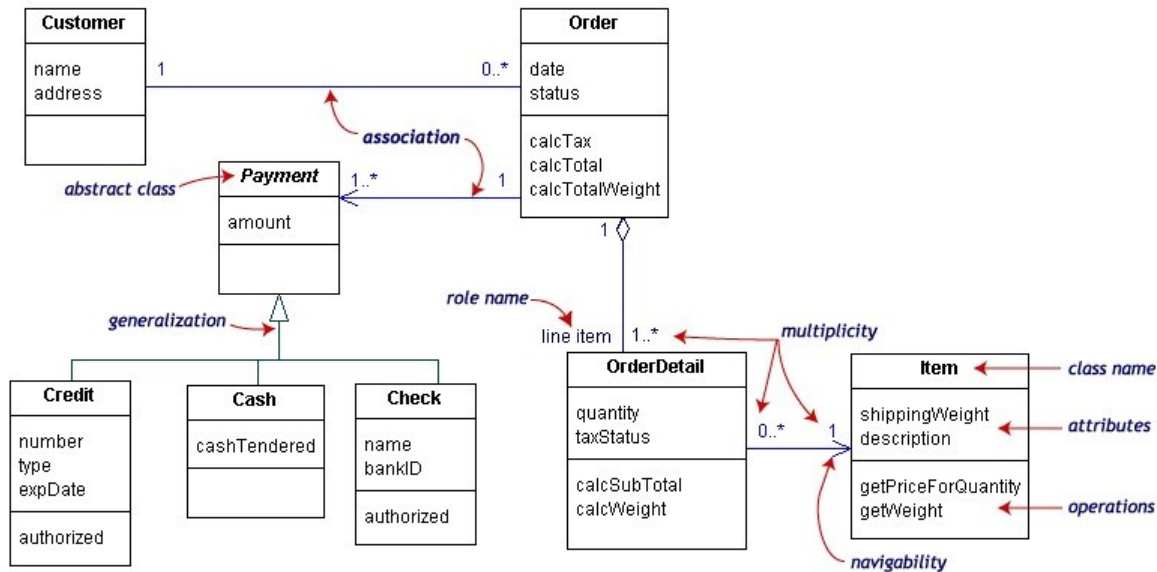 Customer
name
address
1
0..*
Order
date
status
calcTax
calcTotal
calcTotalWeight
association
abstract class
Payment
amount
1..*
1
1
generalization
role name
line item
1..*
multiplicity
Credit
number
type
expDate
authorized
Cash
cashTendered
Check
name
bankID
authorized
OrderDetail
quantity
taxStatus
calcSubTotal
calcWeight
0..*
1
Item
shippingWeight
description
getPriceForQuantity
getWeight
class name
attributes
operations
navigability